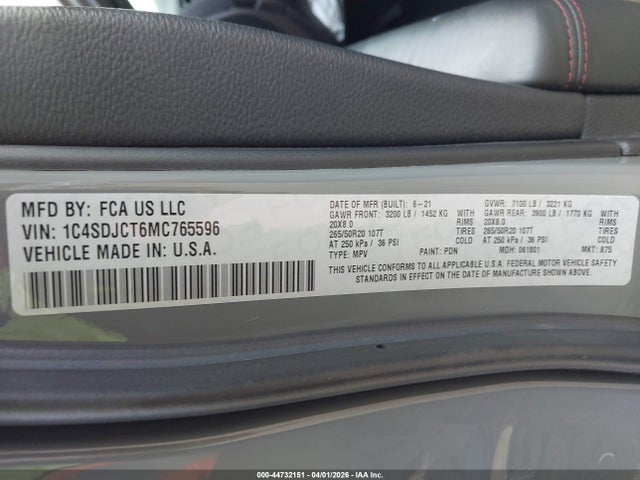 MFD BY: FCA US LLC
VIN: 1C4SDJCT6MC765596
VEHICLE MADE IN: U.S.A.
DATE OF MFR (BUILT): 6-21 GVWR: 7100 LB / 3221 KG
GAWR FRONT: 3200 LB / 1452 KG WITH GAWR REAR: 3900 LB / 1770 KG WITH
20X8.0 RIMS 20X8.0 RIMS
265/50R20 107T TIRES 265/50R20 107T TIRES
AT 250 kPa / 36 PSI AT 250 kPa / 36 PSI
TYPE: MPV PAINT: PDN MDH: 061801 MKT: 875
THIS VEHICLE CONFORMS TO ALL APPLICABLE U.S.A. FEDERAL MOTOR VEHICLE SAFETY
STANDARDS IN EFFECT ON THE DATE OF MANUFACTURE SHOWN ABOVE.
000-44732151 - 04/01/2026 - IAA Inc.